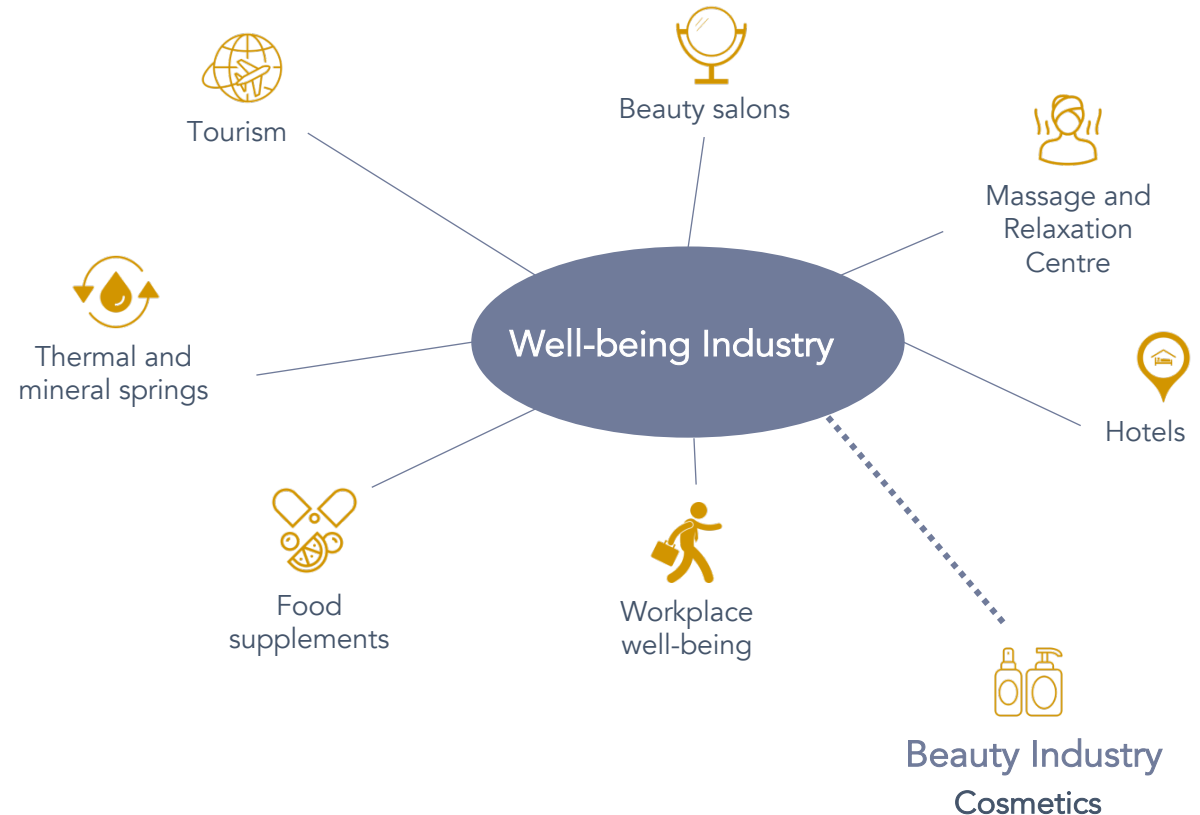 Beauty salons
Tourism
Massage and
Relaxation
Centre
Well-being Industry
Thermal and
mineral springs
Hotels
Food
supplements
Workplace
well-being
Beauty Industry
Cosmetics